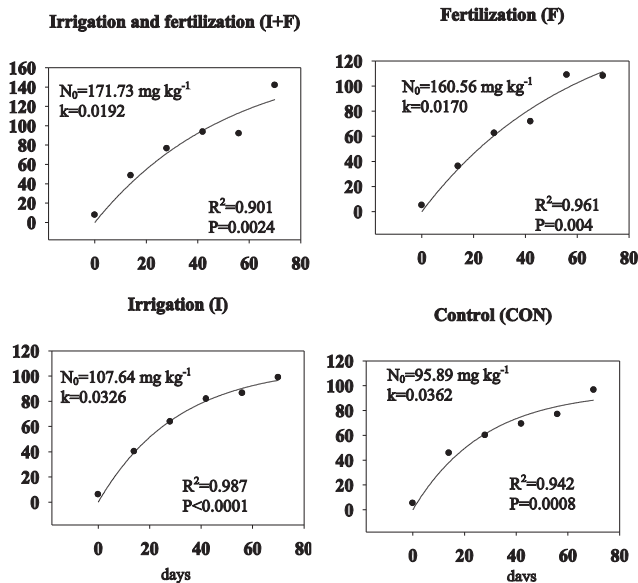 Irrigation and fertilization (I+F)
N₀=171.73 mg kg⁻¹
k=0.0192
R²=0.901
P=0.0024
160
140
120
100
80
60
40
20
0
0 20 40 60 80
Fertilization (F)
N₀=160.56 mg kg⁻¹
k=0.0170
R²=0.961
P=0.004
120
100
80
60
40
20
0
0 20 40 60 80
Irrigation (I)
N₀=107.64 mg kg⁻¹
k=0.0326
R²=0.987
P<0.0001
120
100
80
60
40
20
0
0 20 40 60 80
days
Control (CON)
N₀=95.89 mg kg⁻¹
k=0.0362
R²=0.942
P=0.0008
120
100
80
60
40
20
0
0 20 40 60 80
days